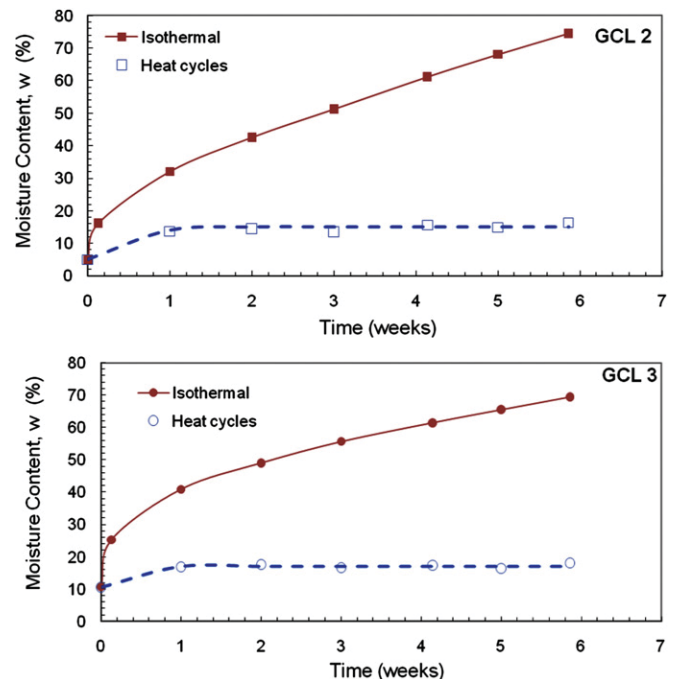 80
70
60
50
40
30
20
10
0
Moisture Content, w (%)
Isothermal
Heat cycles
GCL 2
0 1 2 3 4 5 6 7
Time (weeks)
80
70
60
50
40
30
20
10
0
Moisture Content, w (%)
Isothermal
Heat cycles
GCL 3
0 1 2 3 4 5 6 7
Time (weeks)